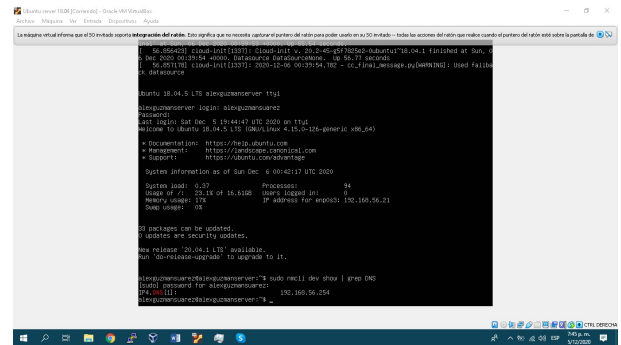 Ubuntu server 18.04 [Corriendo] - Oracle VM VirtualBox
Archivo Máquina Ver Entrada Dispositivos Ayuda
La máquina virtual informa que el SO invitado soporta integración del ratón. Esto significa que no necesita capturar el puntero del ratón para poder usarlo en su SO invitado -- todas las acciones del ratón que realice cuando el puntero del ratón esté sobre la pantalla de
[ 56.856423] cloud-init[1337]: Cloud-init v. 20.2-45-g5f7825e2-0ubuntu1~18.04.1 finished at Sun, 0
6 Dec 2020 00:39:54 +0000. Datasource DataSourceNone. Up 56.77 seconds
[ 56.857178] cloud-init[1337]: 2020-12-06 00:39:54,782 - cc_final_message.py[WARNING]: Used fallba
ck datasource
Ubuntu 18.04.5 LTS alexguzmanserver tty1
alexguzmanserver login: alexguzmansuarez
Password:
Last login: Sat Dec 5 19:44:47 UTC 2020 on tty1
Welcome to Ubuntu 18.04.5 LTS (GNU/Linux 4.15.0-126-generic x86_64)
* Documentation: https://help.ubuntu.com
* Management: https://landscape.canonical.com
* Support: https://ubuntu.com/advantage
System information as of Sun Dec 6 00:42:17 UTC 2020
System load: 0.37 Processes: 94
Usage of /: 23.1% of 16.61GB Users logged in: 0
Memory usage: 17% IP address for enp0s3: 192.168.56.21
Swap usage: 0%
33 packages can be updated.
0 updates are security updates.
New release '20.04.1 LTS' available.
Run 'do-release-upgrade' to upgrade to it.
alexguzmansuarez@alexguzmanserver:~$ sudo nmcli dev show | grep DNS
[sudo] password for alexguzmansuarez:
IP4.DNS[1]: 192.168.56.254
alexguzmansuarez@alexguzmanserver:~$ _
CTRL DERECHA
ESP
7:45 p. m.
5/12/2020